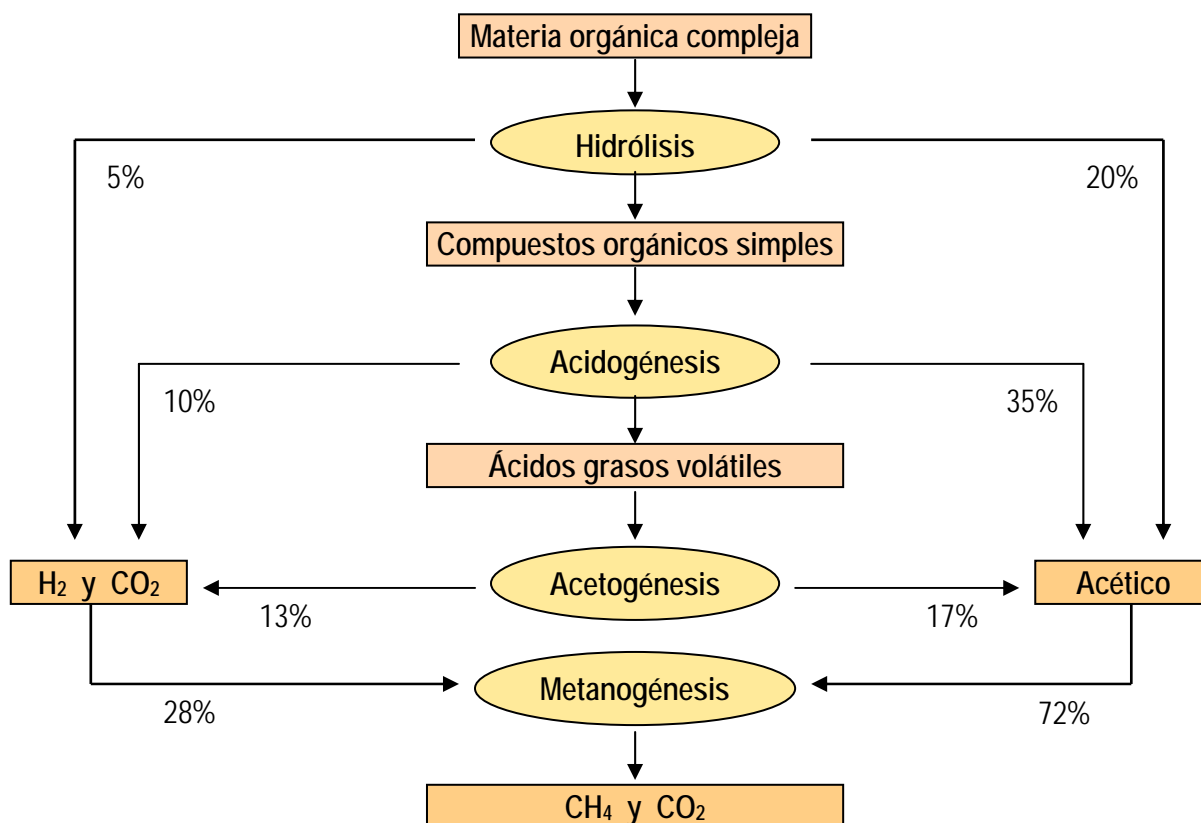 Materia orgánica compleja
Hidrólisis
5%
20%
Compuestos orgánicos simples
Acidogénesis
10%
35%
Ácidos grasos volátiles
H₂ y CO₂
Acetogénesis
Acético
13%
17%
Metanogénesis
28%
72%
CH₄ y CO₂